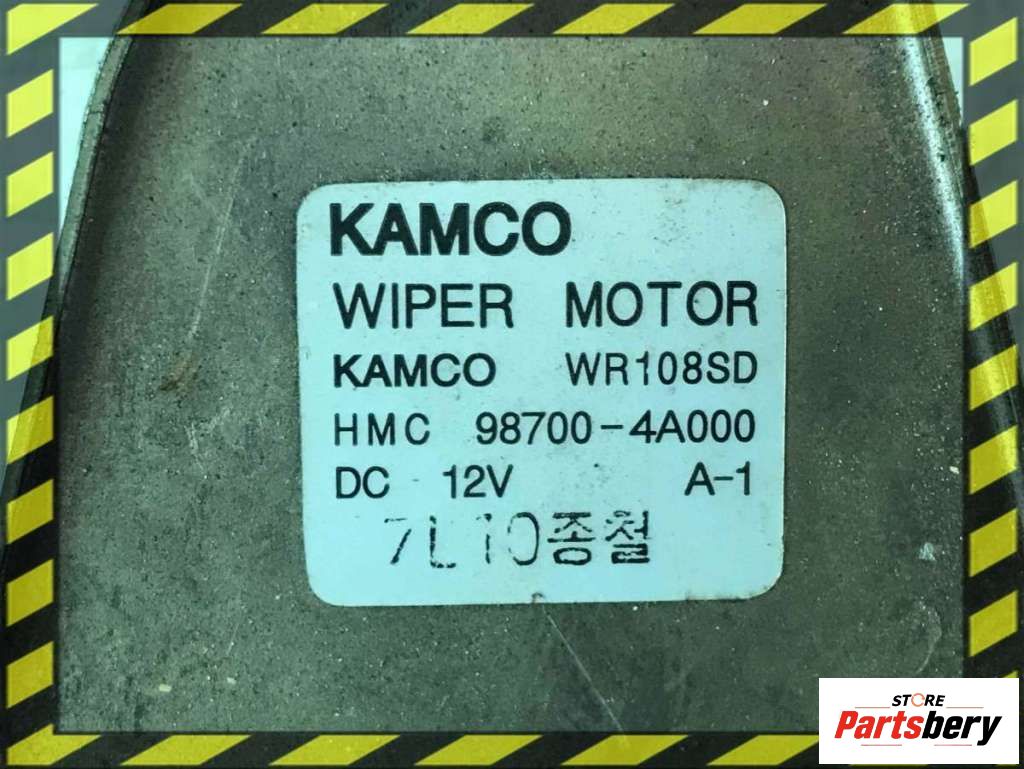 KAMCO
WIPER MOTOR
KAMCO WR108SD
HMC 98700-4A000
DC 12V A-1
7L10종철
STORE
Partsbery